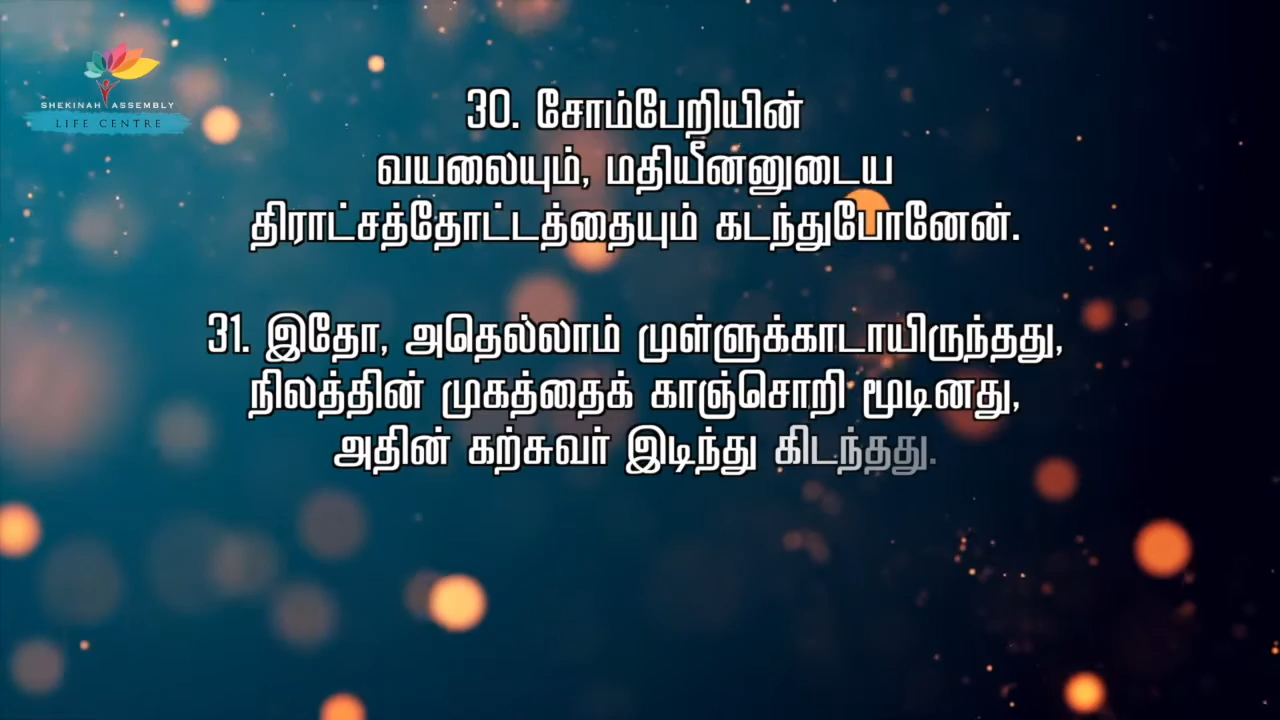 SHEKINAH ASSEMBLY
LIFE CENTRE
30. சோம்பேறியின்
வயலையும், மதியீனனுடைய
திராட்சத்தோட்டத்தையும் கடந்துபோனேன்.
31. இதோ, அதெல்லாம் முள்ளுக்காடாயிருந்தது,
நிலத்தின் முகத்தைக் காஞ்சொறி மூடினது,
அதின் கற்சுவர் இடிந்து கிடந்தது.